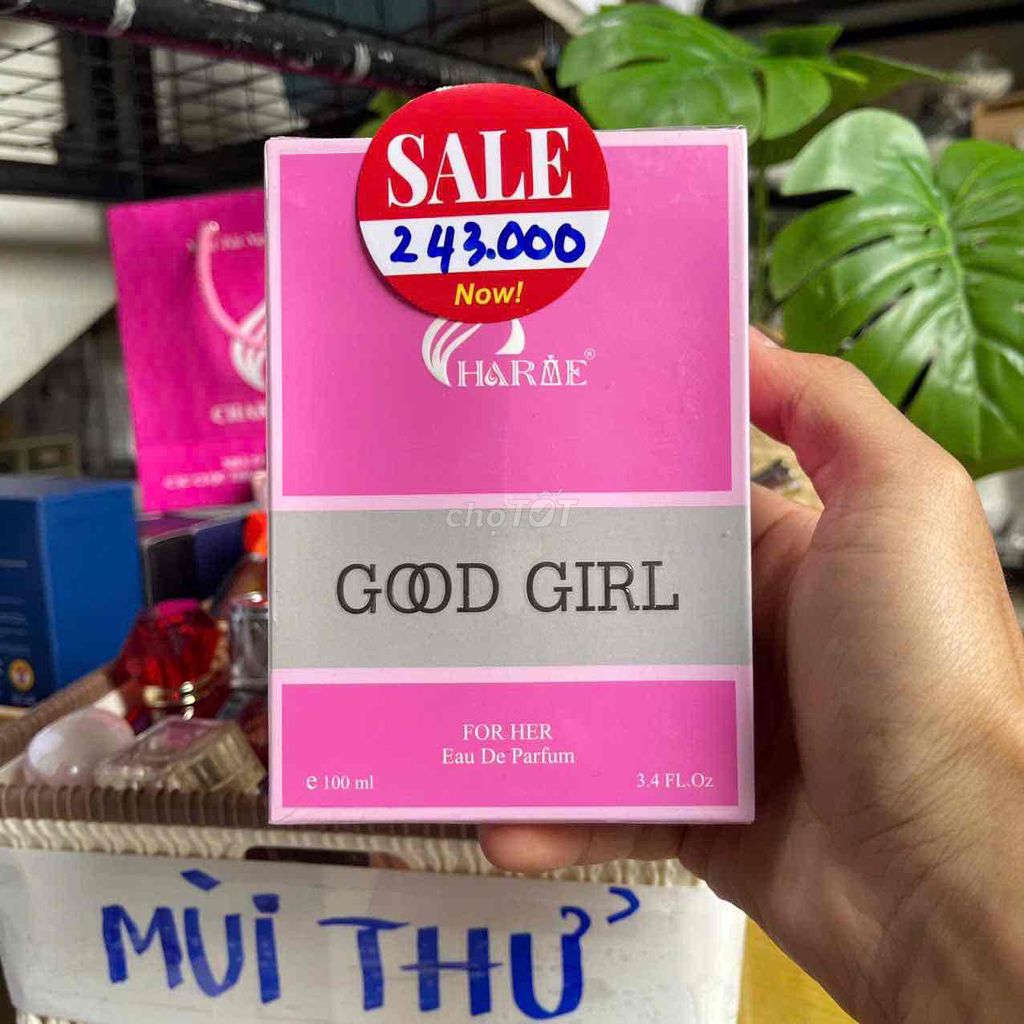 SALE
243.000
Now!
CHARME®
choTỐT
GOOD GIRL
FOR HER
Eau De Parfum
e 100 ml
3.4 FL.Oz
MÙI THỬ